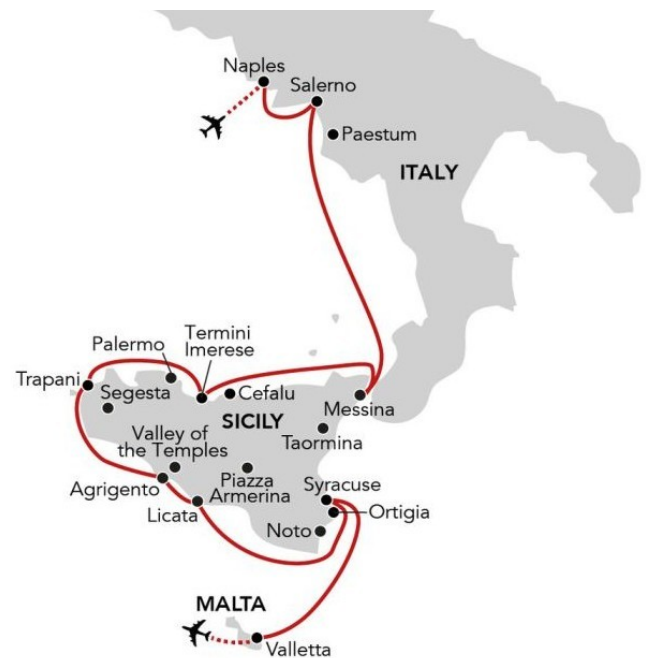 Naples
Salerno
Paestum
ITALY
Termini
Imerese
Palermo
Trapani
Segesta
Cefalu
SICILY
Messina
Taormina
Valley of
the Temples
Piazza
Armerina
Agrigento
Licata
Syracuse
Ortigia
Noto
MALTA
Valletta